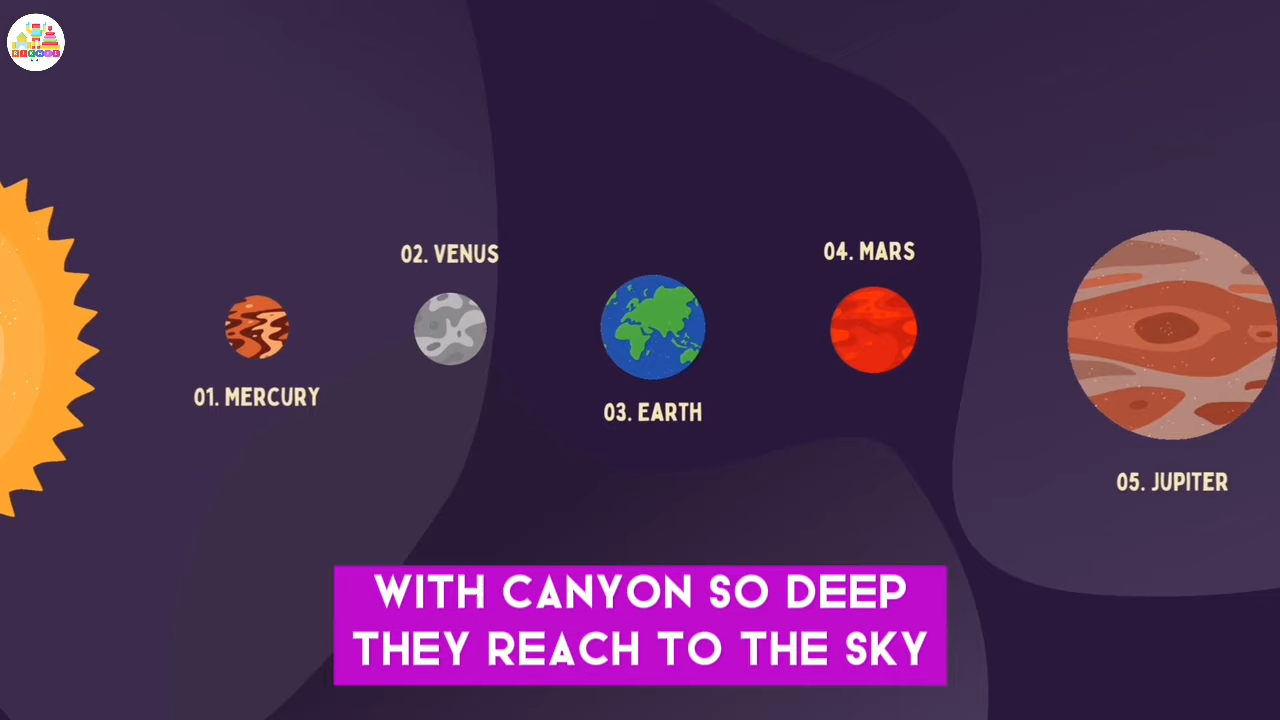 02. VENUS
04. MARS
01. MERCURY
03. EARTH
05. JUPITER
WITH CANYON SO DEEP
THEY REACH TO THE SKY